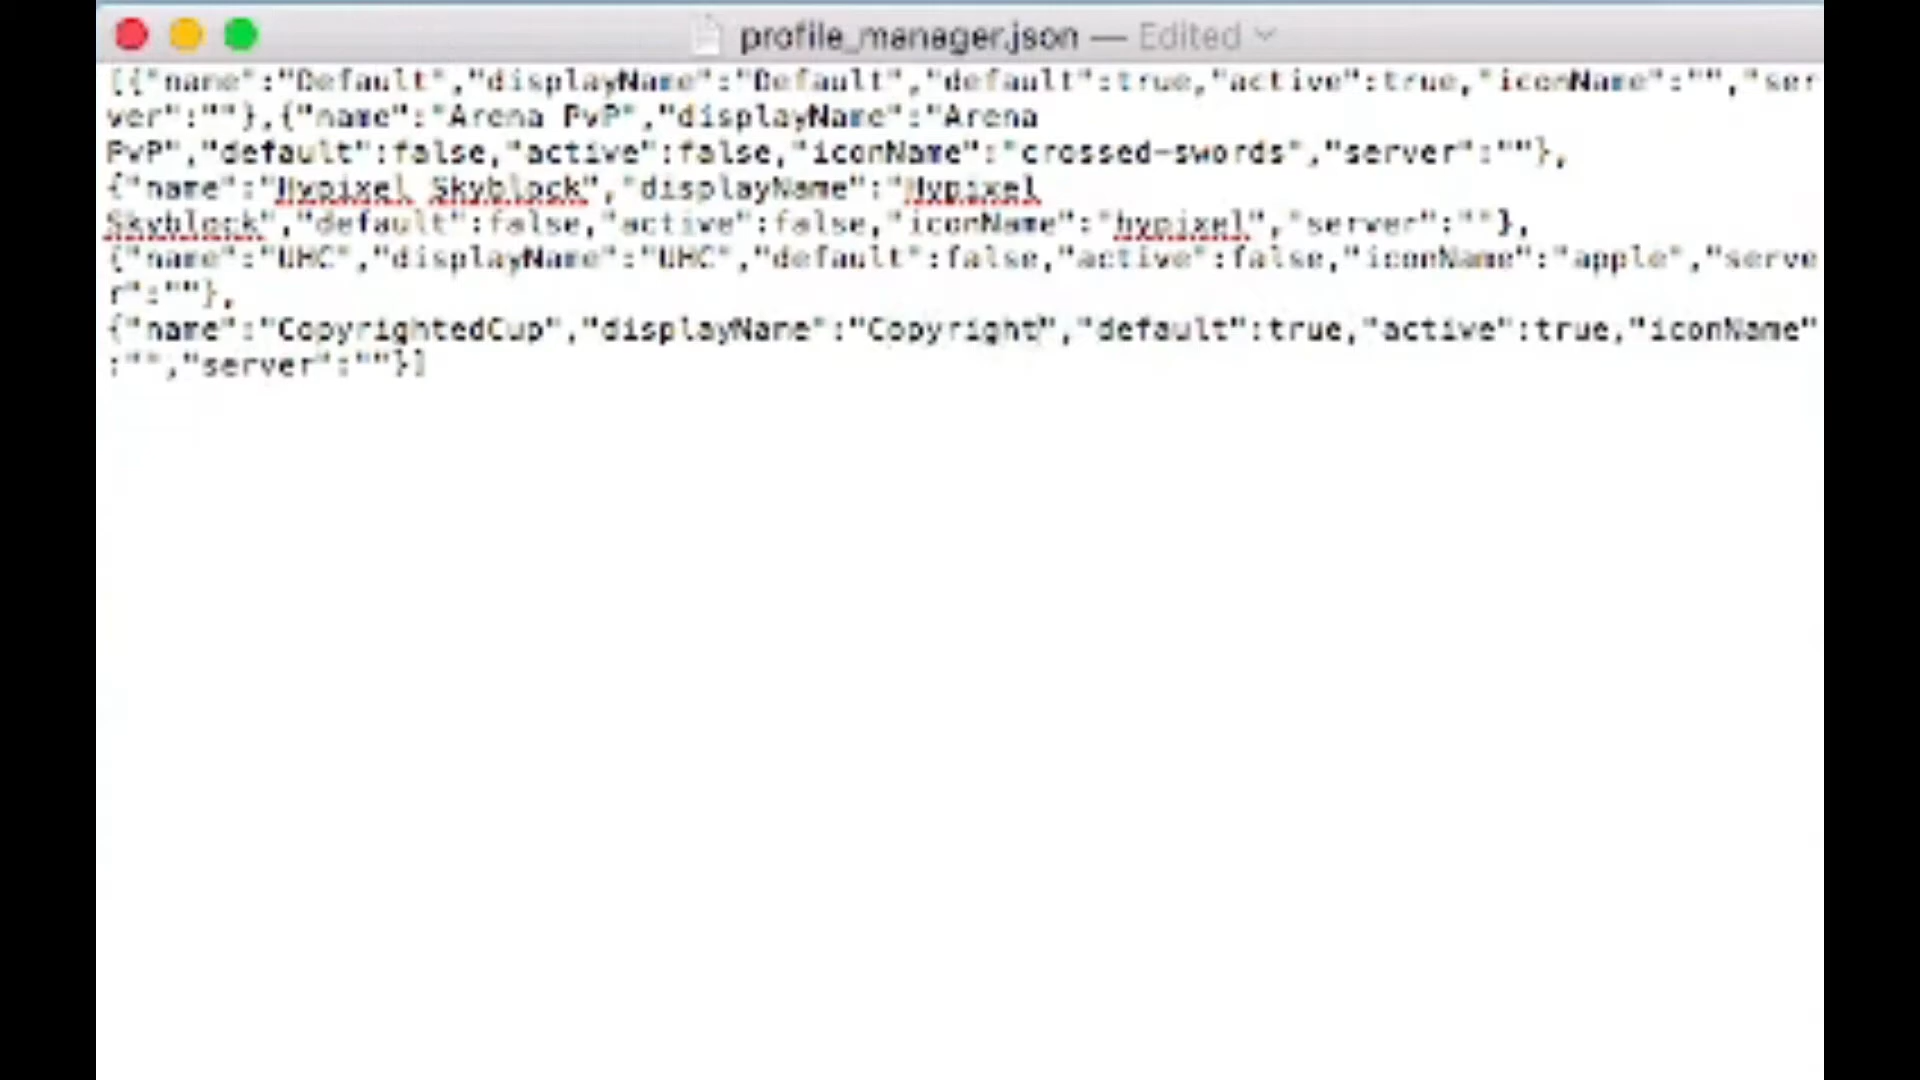 profile_manager.json — Edited
[{"name":"Default","displayName":"Default","default":true,"active":true,"iconName":"","ser
ver":""},{"name":"Arena PvP","displayName":"Arena
PvP","default":false,"active":false,"iconName":"crossed-swords","server":""},
{"name":"Hypixel Skyblock","displayName":"Hypixel
Skyblock","default":false,"active":false,"iconName":"hypixel","server":""},
{"name":"UHC","displayName":"UHC","default":false,"active":false,"iconName":"apple","serve
r":""},
{"name":"CopyrightedCup","displayName":"Copyright","default":true,"active":true,"iconName"
:"","server":""}]